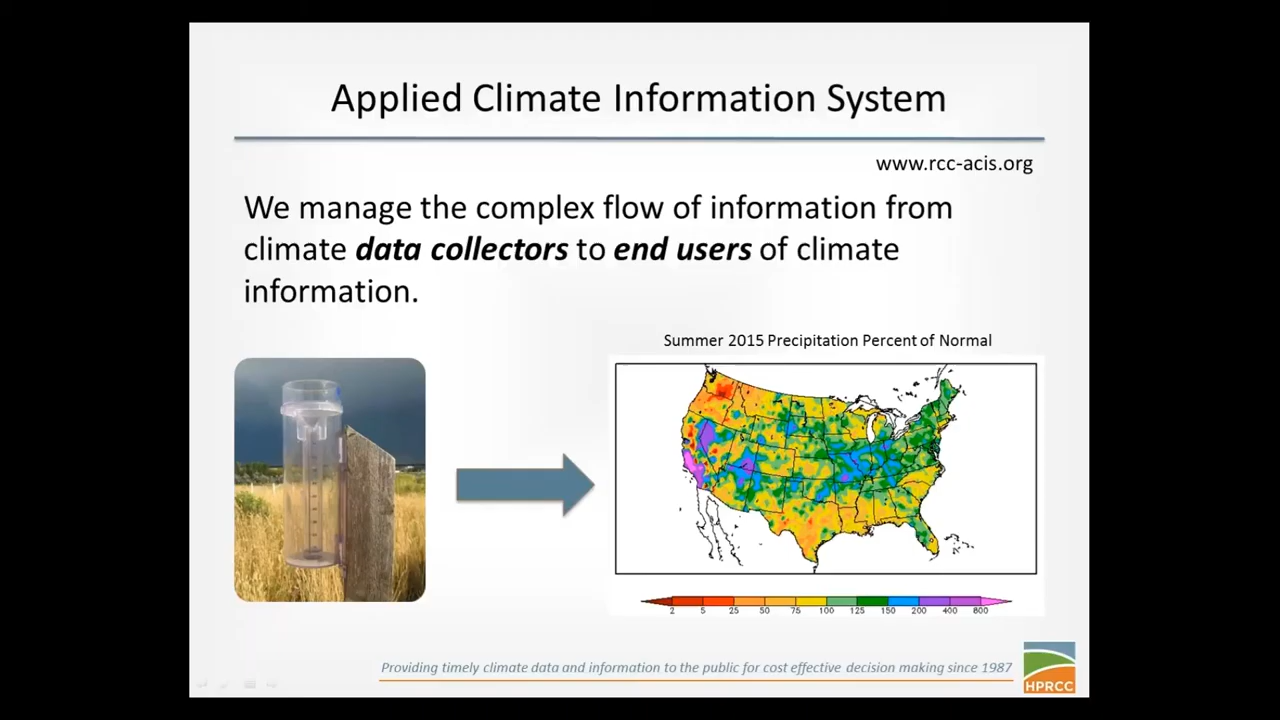 Applied Climate Information System
www.rcc-acis.org
We manage the complex flow of information from
climate data collectors to end users of climate
information.
Summer 2015 Precipitation Percent of Normal
2 5 25 50 75 100 125 150 200 400 800
Providing timely climate data and information to the public for cost effective decision making since 1987
HPRCC